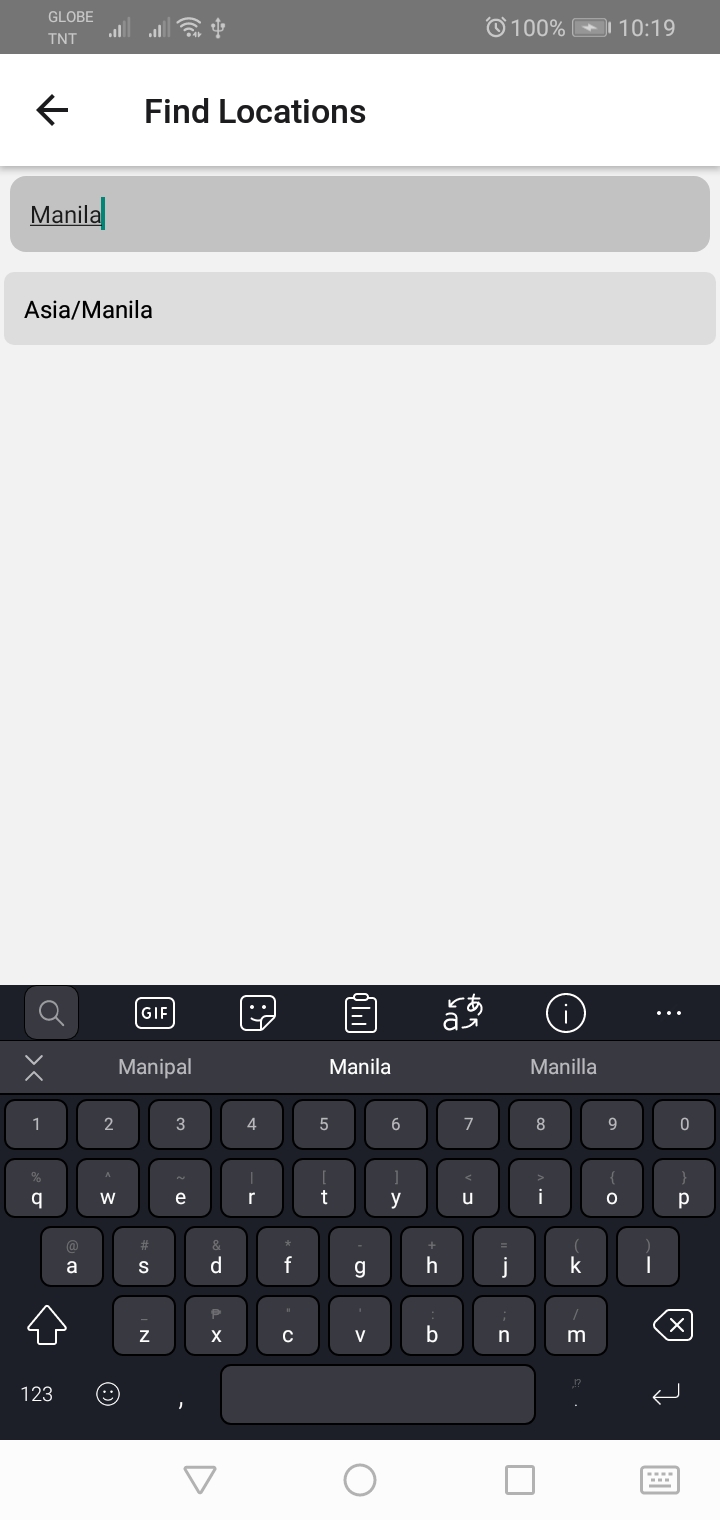 GLOBE
TNT
100% 10:19
Find Locations
Manila
Asia/Manila
GIF
a あ
Manipal Manila Manilla
1 2 3 4 5 6 7 8 9 0
% ^ ~ | [ ] < > { }
q w e r t y u i o p
@ # & * - + = ( )
a s d f g h j k l
_ ₱ " ' : ; /
z x c v b n m
,!?
123 , .